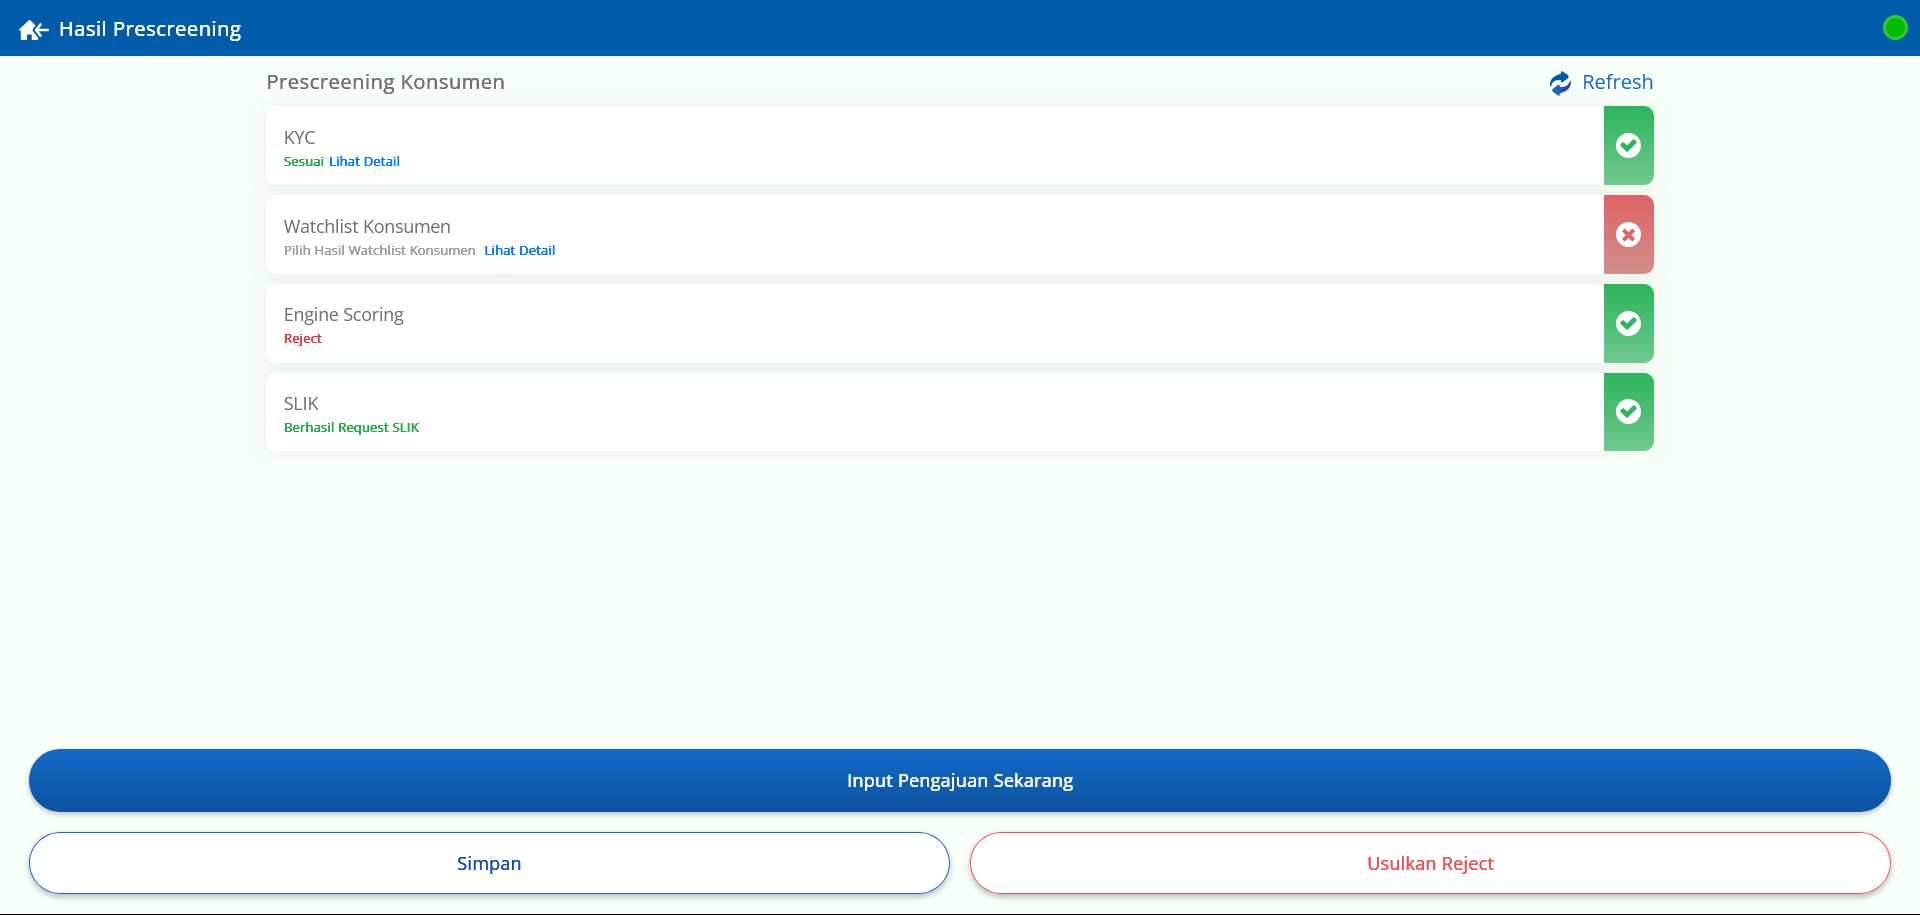 Hasil Prescreening
Prescreening Konsumen
Refresh
KYC
Sesuai Lihat Detail
Watchlist Konsumen
Pilih Hasil Watchlist Konsumen Lihat Detail
Engine Scoring
Reject
SLIK
Berhasil Request SLIK
Input Pengajuan Sekarang
Simpan
Usulkan Reject